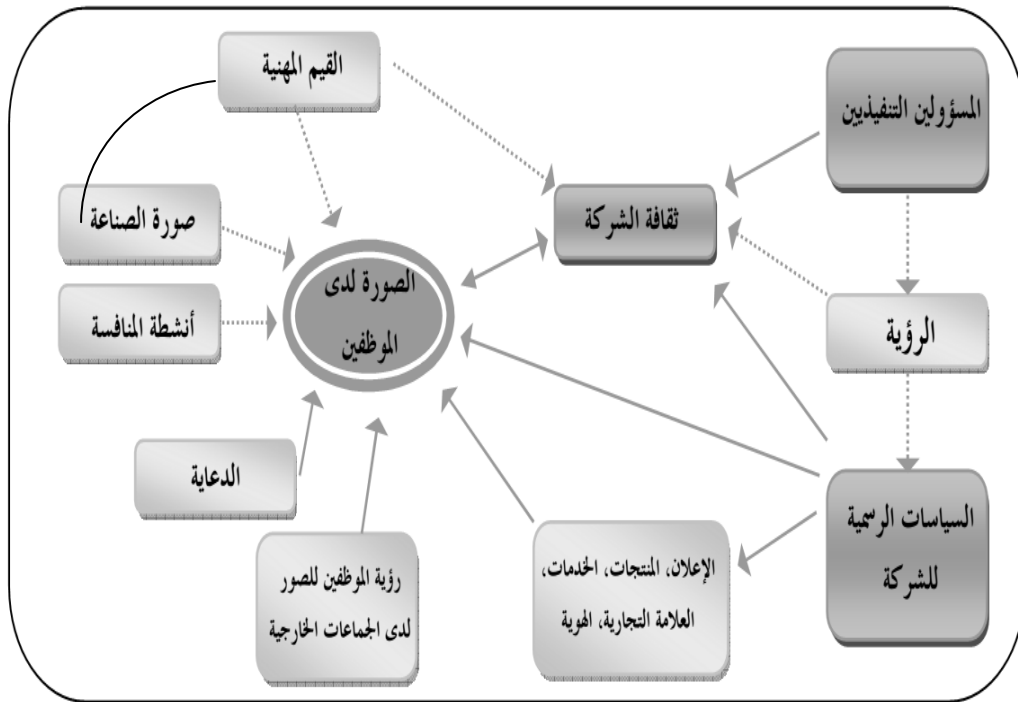 القيم المهنية
المسؤولين التنفيذيين
صورة الصناعة
ثقافة الشركة
الصورة لدى
الموظفين
أنشطة المنافسة
الرؤية
الدعاية
السياسات الرسمية
للشركة
الإعلان، المنتجات، الخدمات،
العلامة التجارية، الهوية
رؤية الموظفين للصور
لدى الجماعات الخارجية